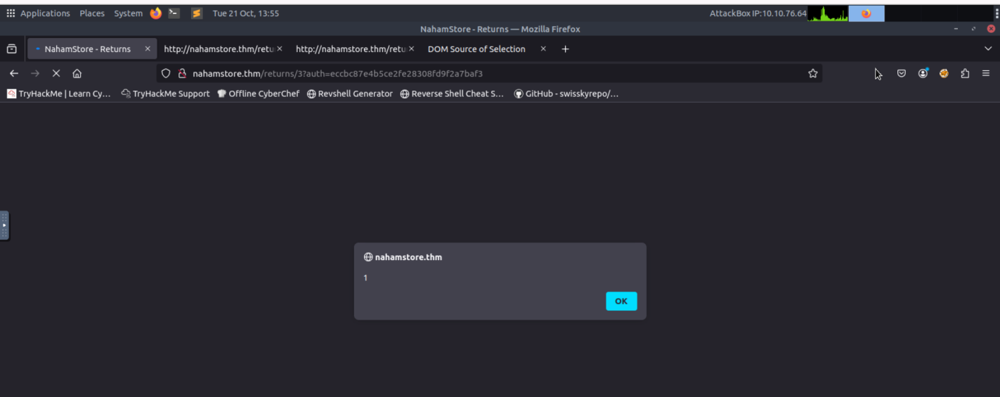 Applications Places System Tue 21 Oct, 13:55 AttackBox IP:10.10.76.64
NahamStore - Returns — Mozilla Firefox
NahamStore - Returns http://nahamstore.thm/retu http://nahamstore.thm/retu DOM Source of Selection
nahamstore.thm/returns/3?auth=eccbc87e4b5ce2fe28308fd9f2a7baf3
TryHackMe | Learn Cy... TryHackMe Support Offline CyberChef Revshell Generator Reverse Shell Cheat S... GitHub - swisskyrepo/...
nahamstore.thm
1
OK